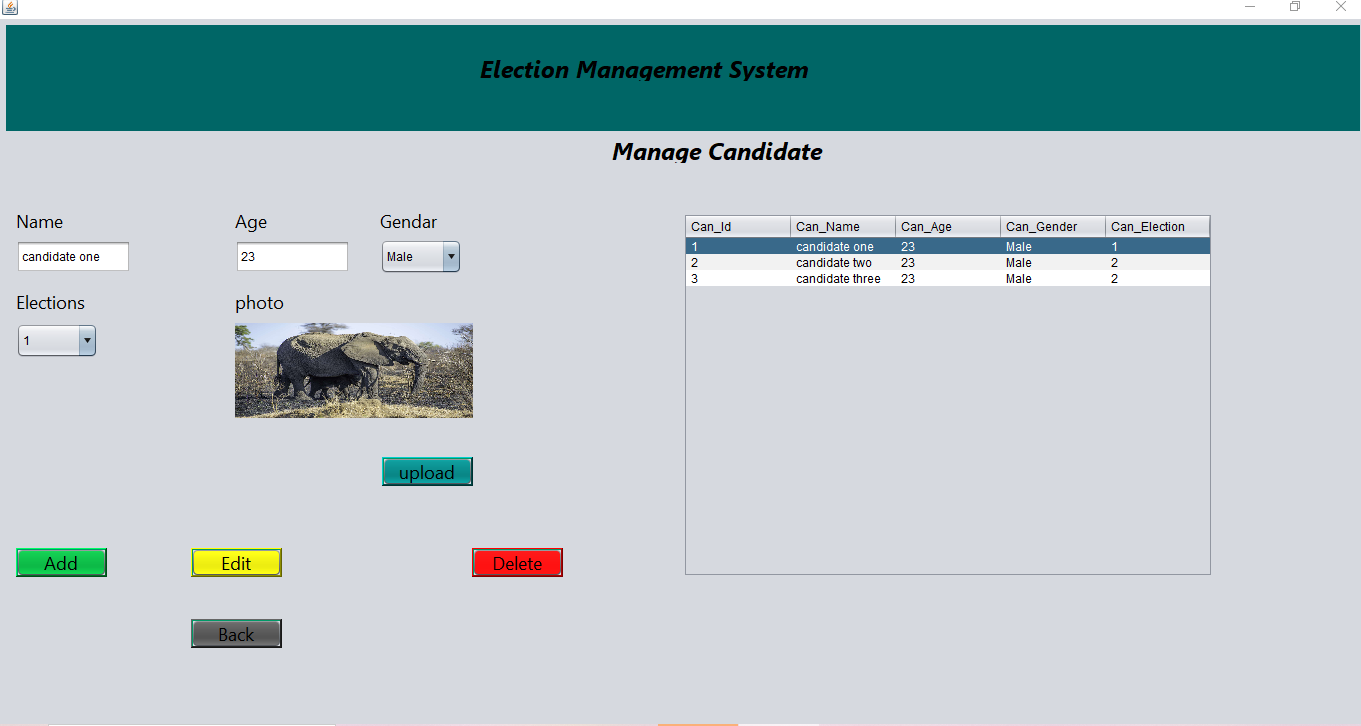 Election Management System
Manage Candidate
Name Age Gendar
candidate one 23 Male
Elections photo
1
upload
Add Edit Delete
Back
Can_Id Can_Name Can_Age Can_Gender Can_Election
1 candidate one 23 Male 1
2 candidate two 23 Male 2
3 candidate three 23 Male 2